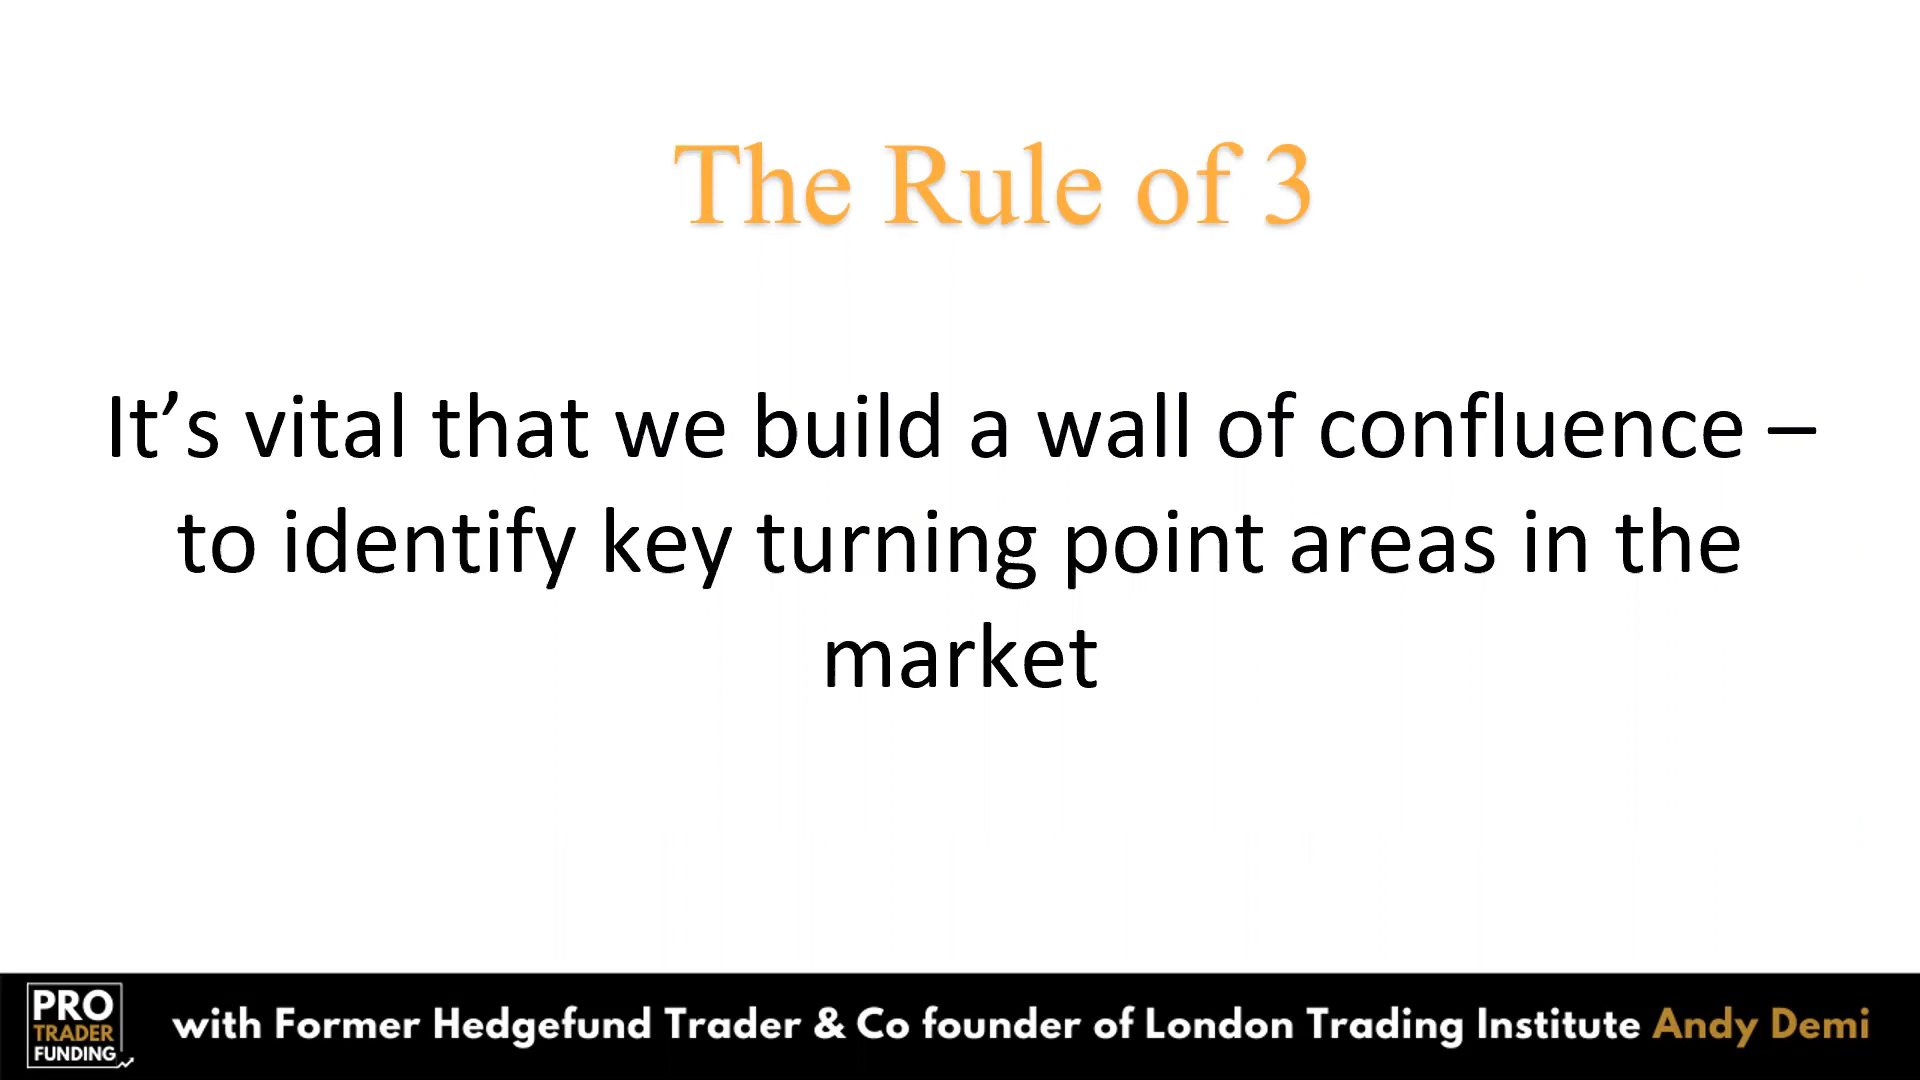 The Rule of 3
It’s vital that we build a wall of confluence –
to identify key turning point areas in the
market
PRO
TRADER
FUNDING
with Former Hedgefund Trader & Co founder of London Trading Institute Andy Demi